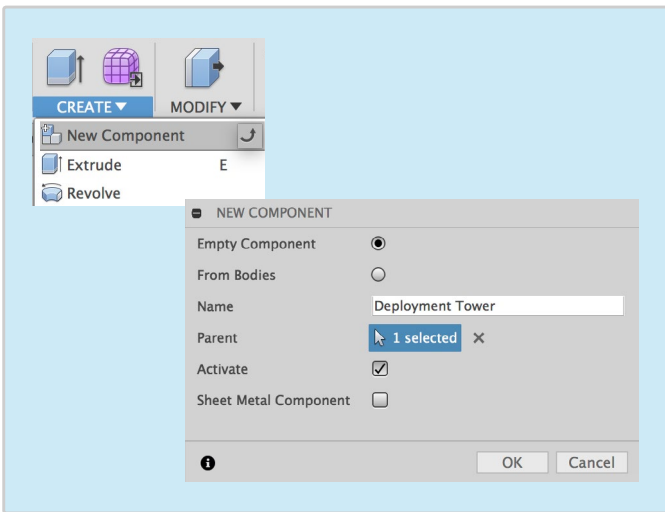 CREATE ▼ MODIFY ▼
New Component
Extrude E
Revolve
NEW COMPONENT
Empty Component
From Bodies
Name Deployment Tower
Parent 1 selected
Activate
Sheet Metal Component
OK Cancel